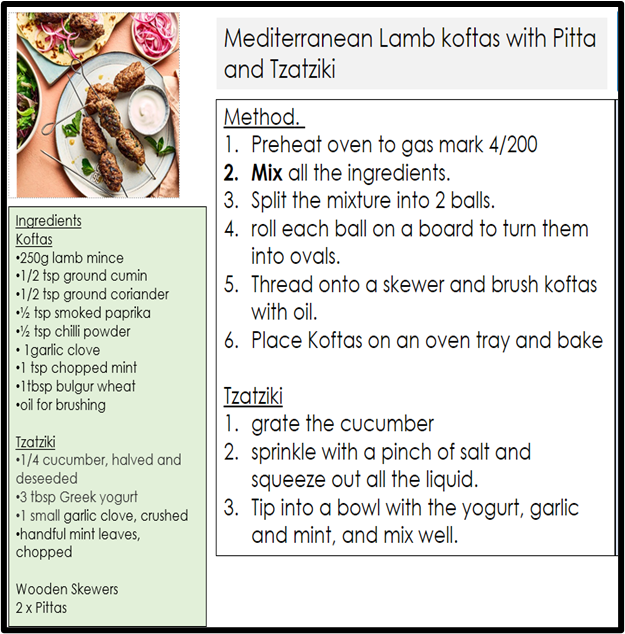 Mediterranean Lamb koftas with Pitta
and Tzatziki
Ingredients
Koftas
•250g lamb mince
•1/2 tsp ground cumin
•1/2 tsp ground coriander
•½ tsp smoked paprika
•½ tsp chilli powder
• 1garlic clove
•1 tsp chopped mint
•1tbsp bulgur wheat
•oil for brushing
Tzatziki
•1/4 cucumber, halved and
deseeded
•3 tbsp Greek yogurt
•1 small garlic clove, crushed
•handful mint leaves,
chopped
Wooden Skewers
2 x Pittas
Method.
1. Preheat oven to gas mark 4/200
2. Mix all the ingredients.
3. Split the mixture into 2 balls.
4. roll each ball on a board to turn them
into ovals.
5. Thread onto a skewer and brush koftas
with oil.
6. Place Koftas on an oven tray and bake
Tzatziki
1. grate the cucumber
2. sprinkle with a pinch of salt and
squeeze out all the liquid.
3. Tip into a bowl with the yogurt, garlic
and mint, and mix well.